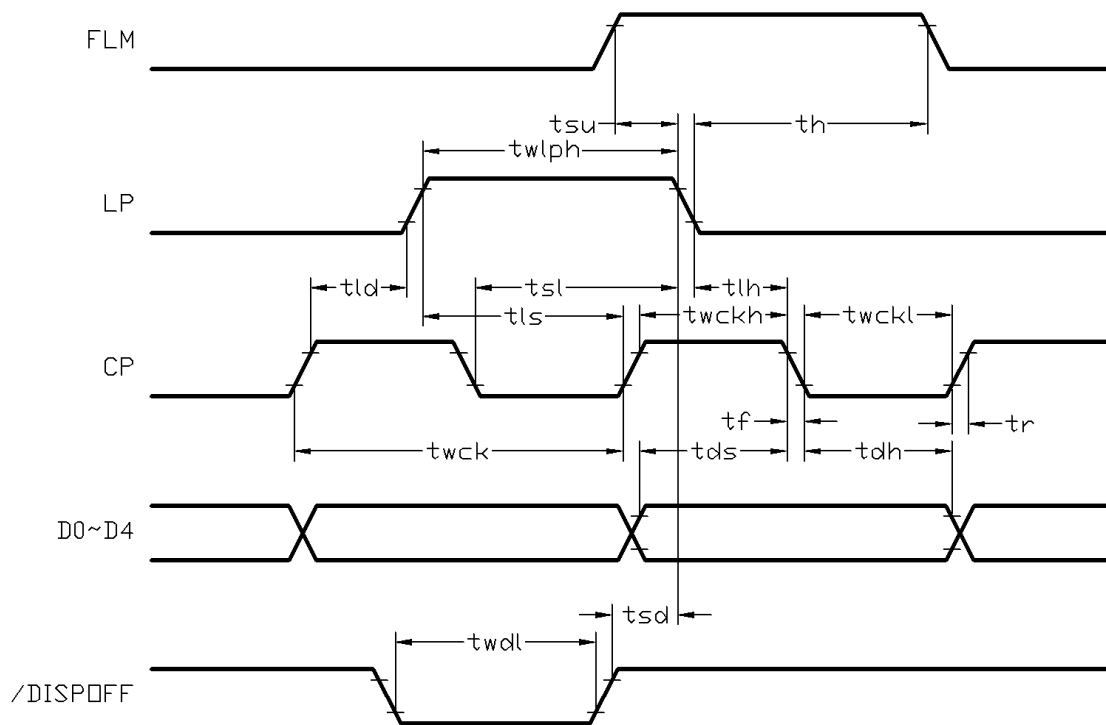 FLM
tsu
th
twlph
LP
tld
tsl
tlh
tls
twckh
twckl
CP
tf
tr
twck
tds
tdh
D0~D4
tsd
twdl
/DISPOFF